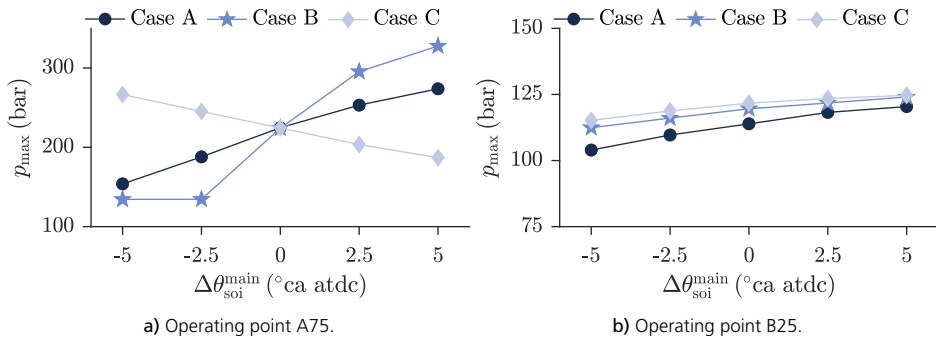 Case A Case B Case C
300
200
100
p_max (bar)
-5 -2.5 0 2.5 5
Δθ_soi^main (°ca atdc)
a) Operating point A75.
Case A Case B Case C
150
125
100
75
p_max (bar)
-5 -2.5 0 2.5 5
Δθ_soi^main (°ca atdc)
b) Operating point B25.